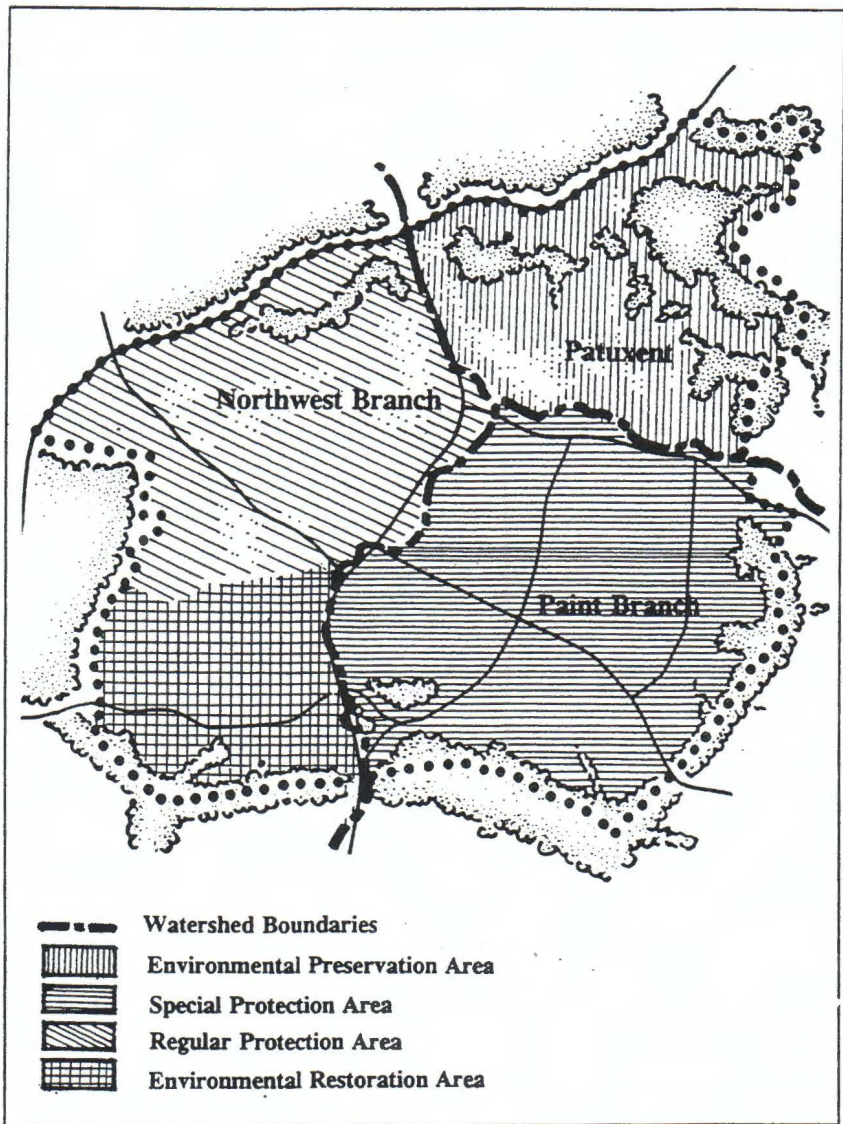 Patuxent
Northwest Branch
Paint Branch
Watershed Boundaries
Environmental Preservation Area
Special Protection Area
Regular Protection Area
Environmental Restoration Area